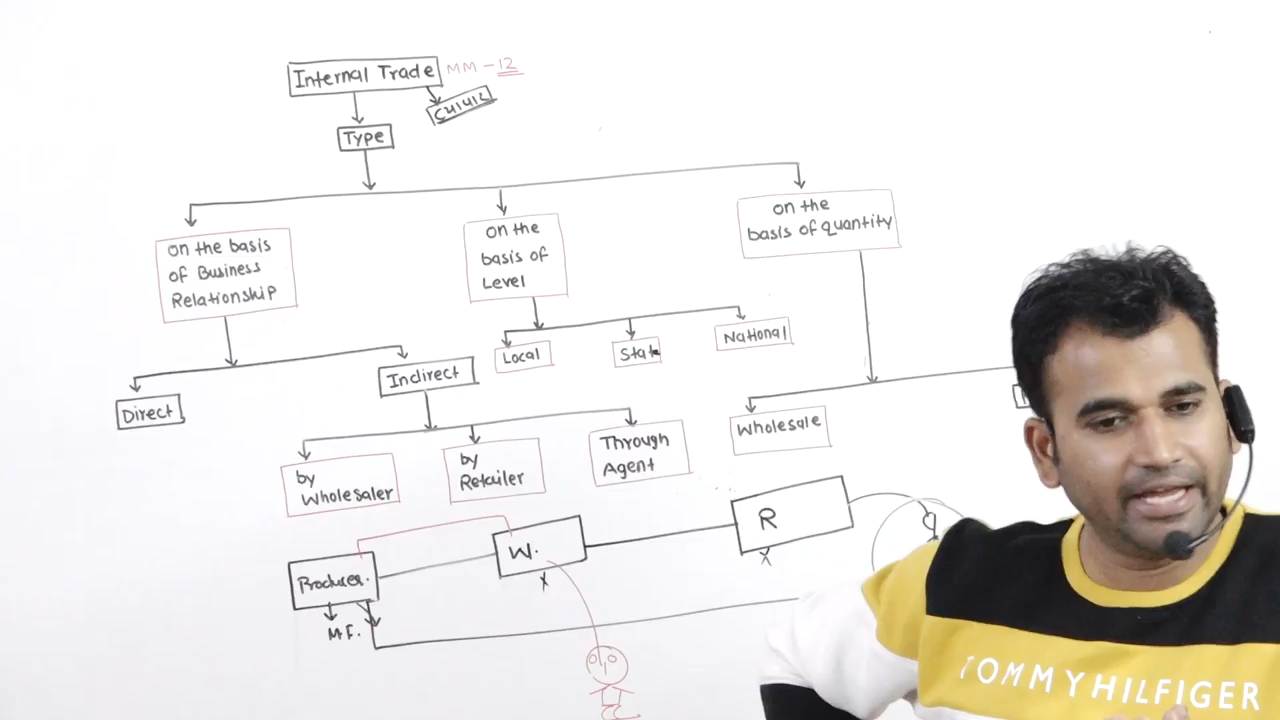 Internal Trade
MM - 12
Type
on the basis
of Business
Relationship
on the
basis of
Level
on the
basis of quantity
Direct
Indirect
Local
State
National
Wholesale
by
Wholesaler
by
Retailer
Through
Agent
Producer.
W.
R
X
X
M.F.
TOMMY HILFIGER